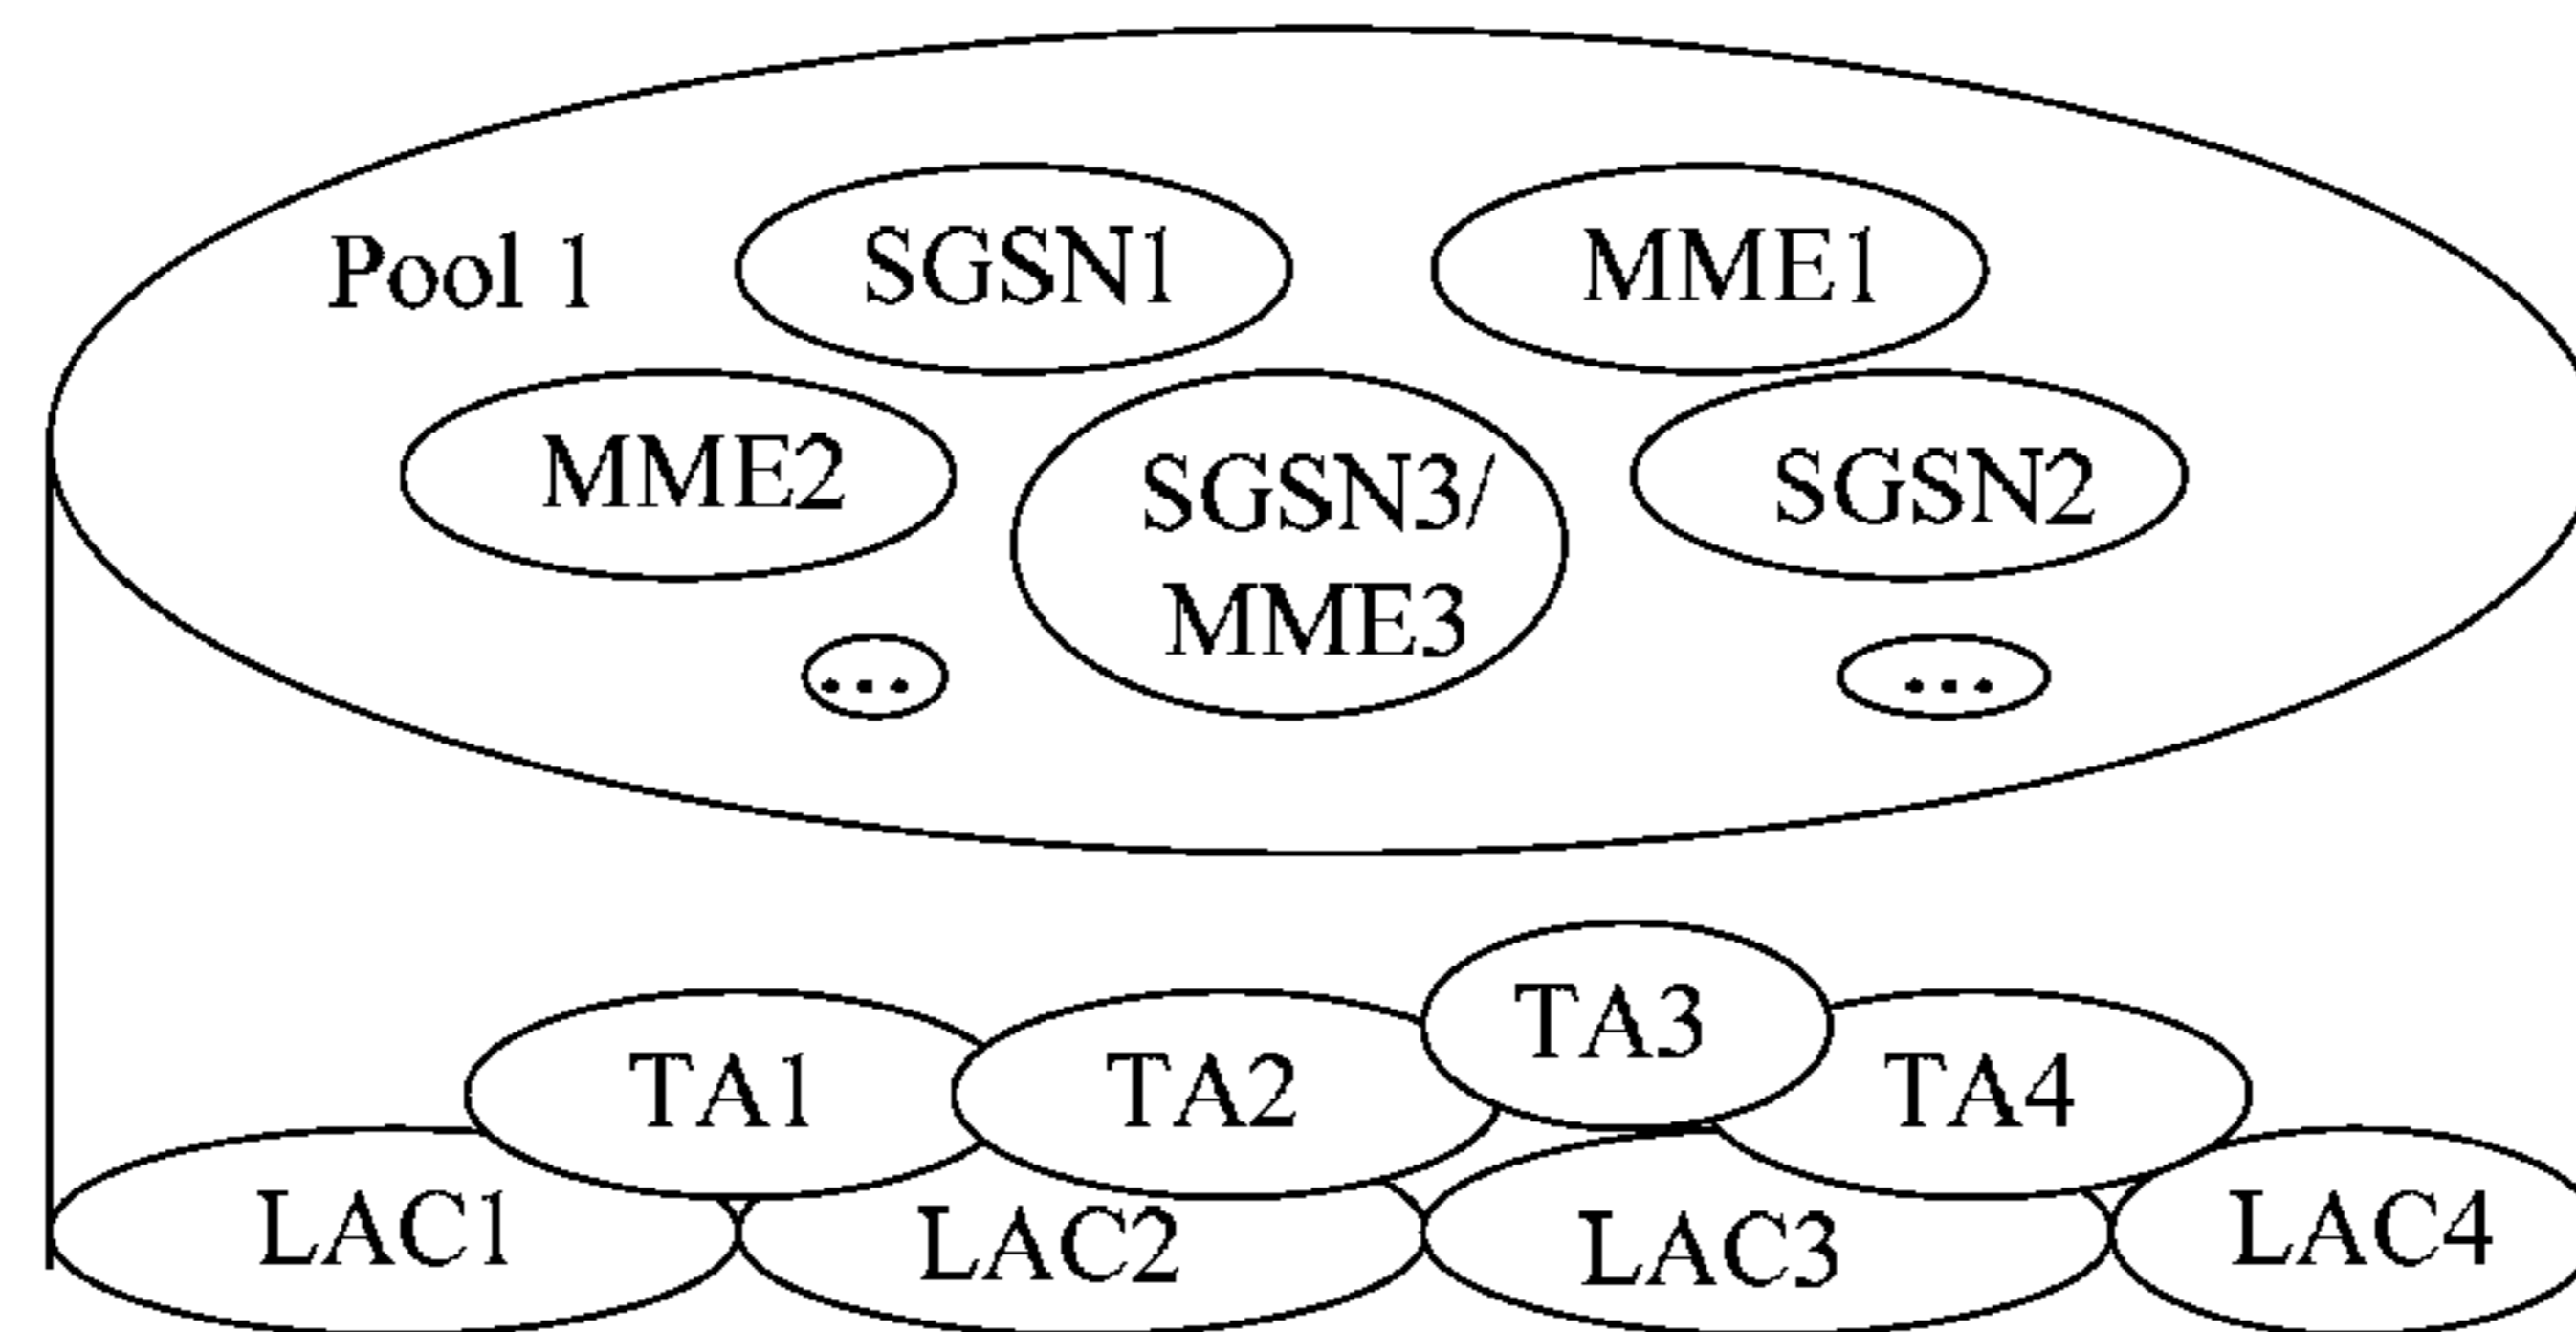 Pool 1
SGSN1
MME1
MME2
SGSN3/
MME3
SGSN2
...
...
TA1
TA2
TA3
TA4
LAC1
LAC2
LAC3
LAC4